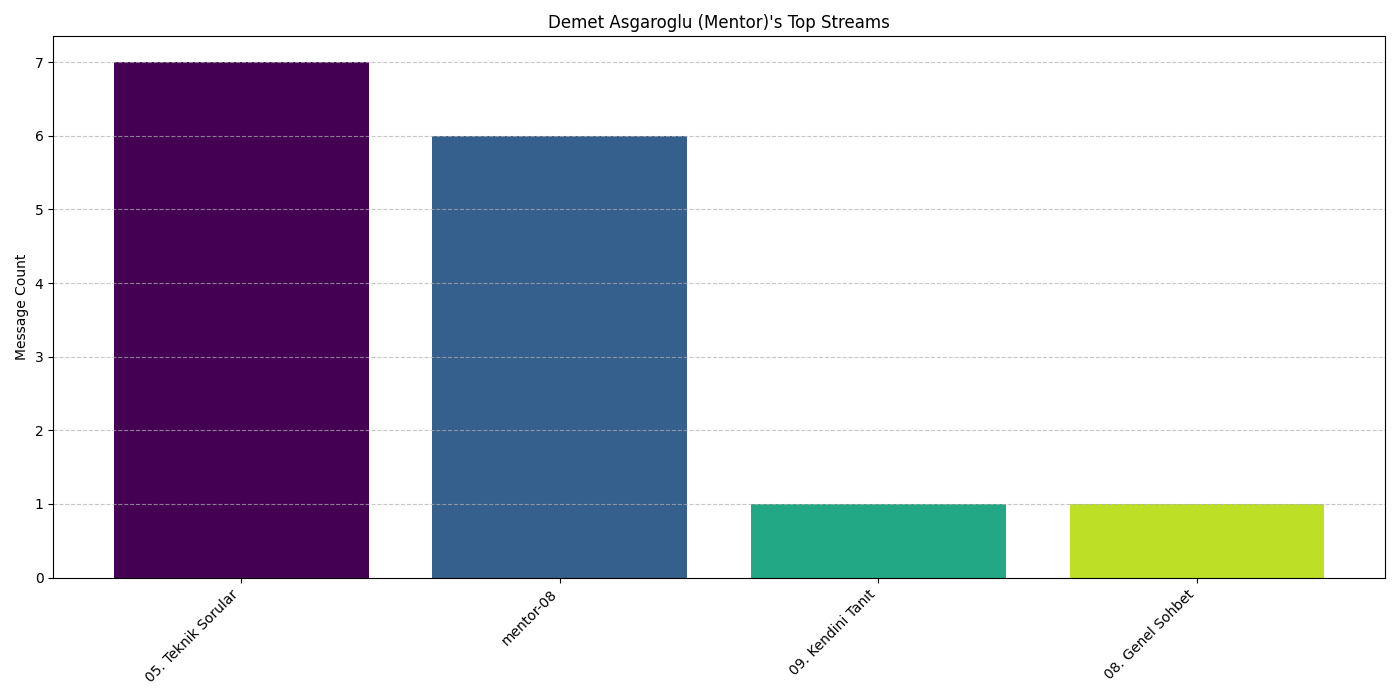 Demet Asgaroglu (Mentor)'s Top Streams
Message Count
7
6
5
4
3
2
1
0
05. Teknik Sorular
mentor-08
09. Kendini Tanıt
08. Genel Sohbet